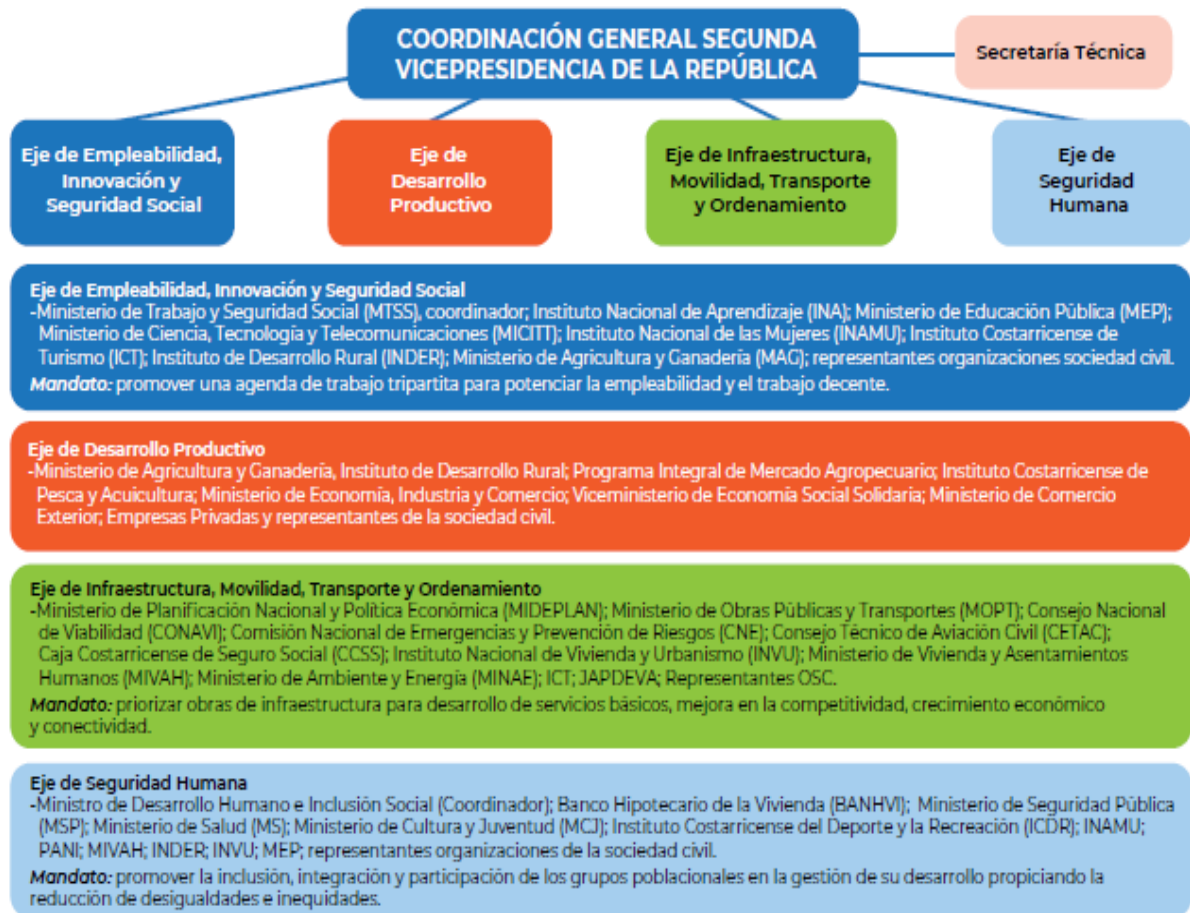 COORDINACIÓN GENERAL SEGUNDA
VICEPRESIDENCIA DE LA REPÚBLICA
Secretaría Técnica
Eje de Empleabilidad,
Innovación y
Seguridad Social
Eje de
Desarrollo
Productivo
Eje de Infraestructura,
Movilidad, Transporte
y Ordenamiento
Eje de
Seguridad
Humana
Eje de Empleabilidad, Innovación y Seguridad Social
-Ministerio de Trabajo y Seguridad Social (MTSS), coordinador; Instituto Nacional de Aprendizaje (INA); Ministerio de Educación Pública (MEP);
Ministerio de Ciencia, Tecnología y Telecomunicaciones (MICITT); Instituto Nacional de las Mujeres (INAMU); Instituto Costarricense de
Turismo (ICT); Instituto de Desarrollo Rural (INDER); Ministerio de Agricultura y Ganadería (MAG); representantes organizaciones sociedad civil.
Mandato: promover una agenda de trabajo tripartita para potenciar la empleabilidad y el trabajo decente.
Eje de Desarrollo Productivo
-Ministerio de Agricultura y Ganadería, Instituto de Desarrollo Rural; Programa Integral de Mercado Agropecuario; Instituto Costarricense de
Pesca y Acuicultura; Ministerio de Economía, Industria y Comercio; Viceministerio de Economía Social Solidaria; Ministerio de Comercio
Exterior; Empresas Privadas y representantes de la sociedad civil.
Eje de Infraestructura, Movilidad, Transporte y Ordenamiento
-Ministerio de Planificación Nacional y Política Económica (MIDEPLAN); Ministerio de Obras Públicas y Transportes (MOPT); Consejo Nacional
de Viabilidad (CONAVI); Comisión Nacional de Emergencias y Prevención de Riesgos (CNE); Consejo Técnico de Aviación Civil (CETAC);
Caja Costarricense de Seguro Social (CCSS); Instituto Nacional de Vivienda y Urbanismo (INVU); Ministerio de Vivienda y Asentamientos
Humanos (MIVAH); Ministerio de Ambiente y Energía (MINAE); ICT; JAPDEVA; Representantes OSC.
Mandato: priorizar obras de infraestructura para desarrollo de servicios básicos, mejora en la competitividad, crecimiento económico
y conectividad.
Eje de Seguridad Humana
-Ministro de Desarrollo Humano e Inclusión Social (Coordinador); Banco Hipotecario de la Vivienda (BANHVI); Ministerio de Seguridad Pública
(MSP); Ministerio de Salud (MS); Ministerio de Cultura y Juventud (MCJ); Instituto Costarricense del Deporte y la Recreación (ICDR); INAMU;
PANI; MIVAH; INDER; INVU; MEP; representantes organizaciones de la sociedad civil.
Mandato: promover la inclusión, integración y participación de los grupos poblacionales en la gestión de su desarrollo propiciando la
reducción de desigualdades e inequidades.